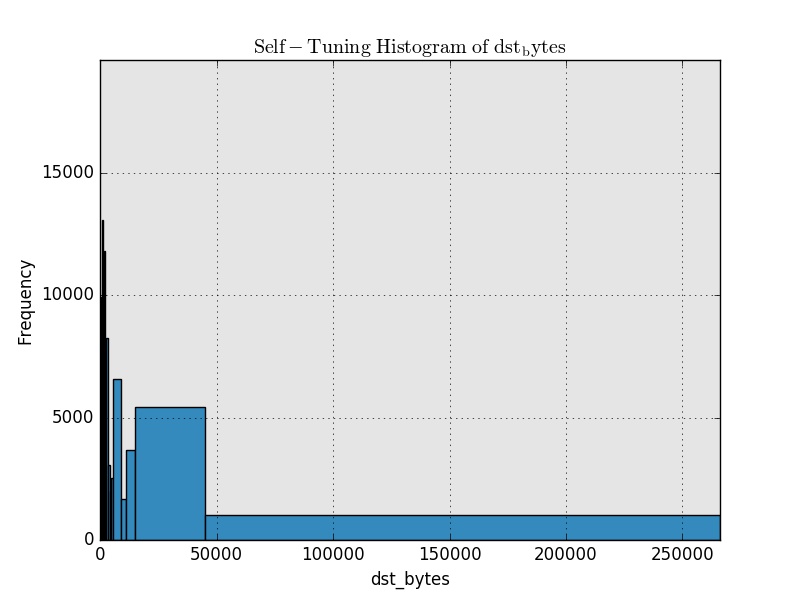 Self − Tuning Histogram of dst_bytes
15000
10000
5000
0
Frequency
0 50000 100000 150000 200000 250000
dst_bytes